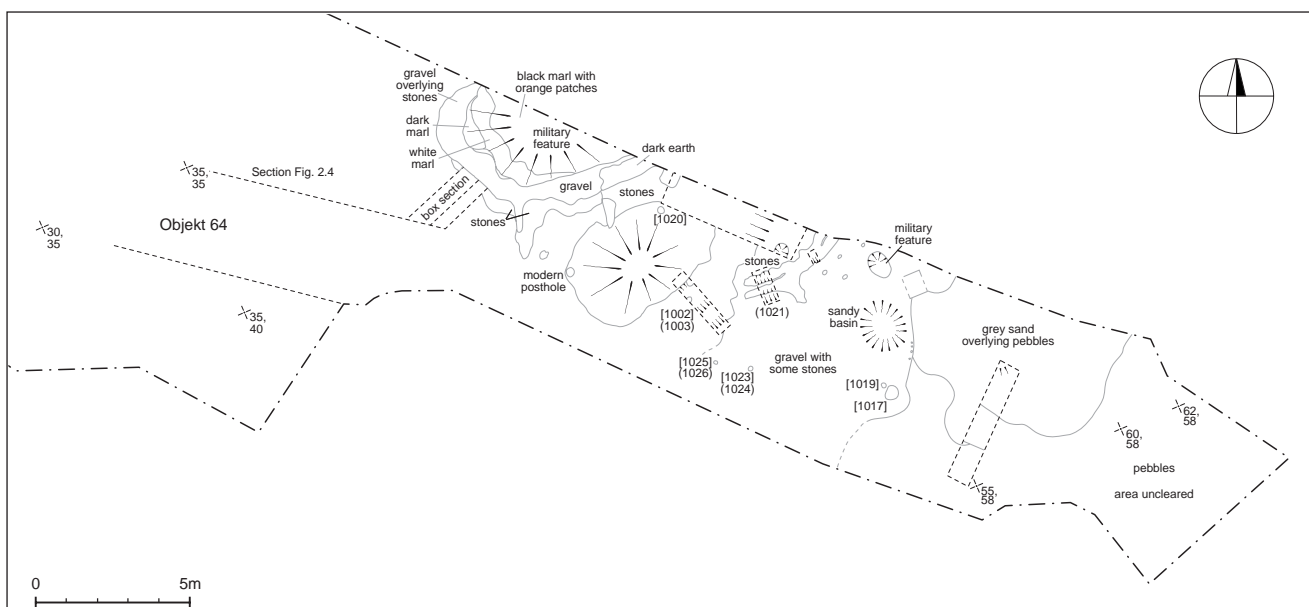 gravel
overlying
stones
black marl with
orange patches
dark
marl
military
feature
white
marl
dark earth
35,
35
Section Fig. 2.4
box section
gravel
stones
30,
35
Objekt 64
stones
[1020]
military
feature
stones
modern
posthole
35,
40
[1002]
(1003)
(1021)
sandy
basin
grey sand
overlying pebbles
[1025]
(1026)
[1023]
(1024)
gravel with
some stones
[1019]
[1017]
62,
58
60,
58
pebbles
55,
58
area uncleared
0
5m